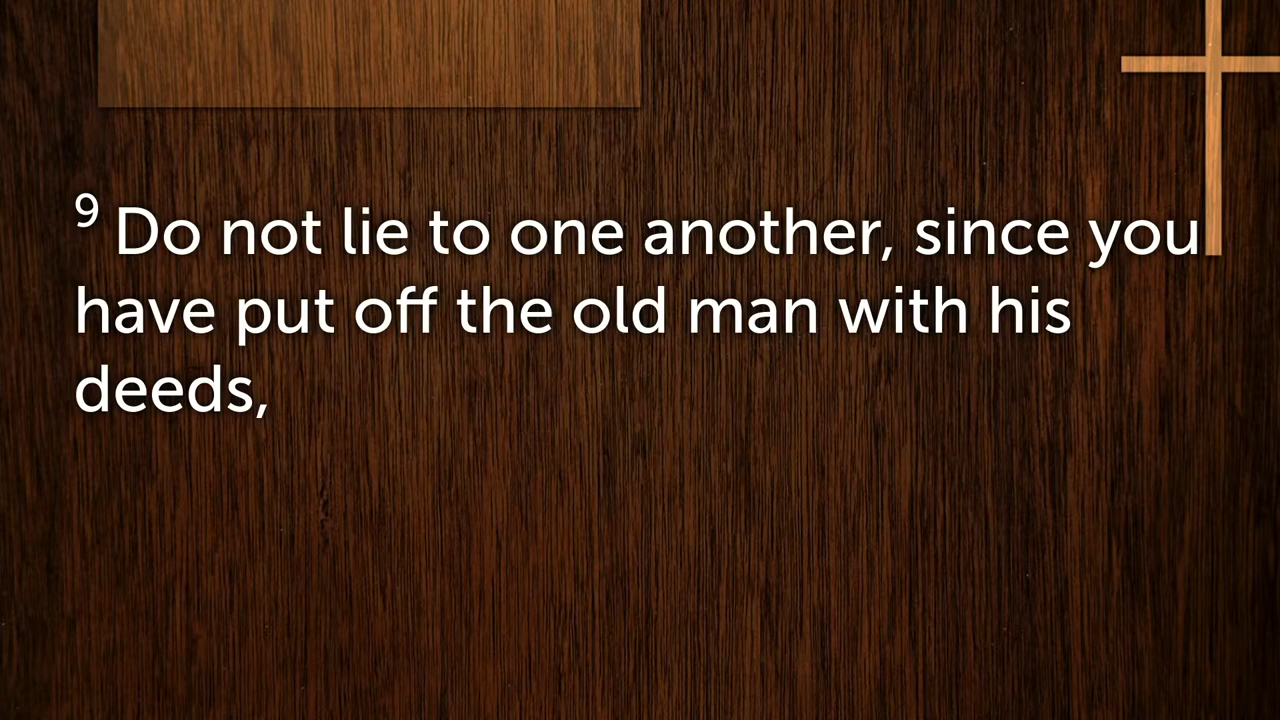 9 Do not lie to one another, since you
have put off the old man with his
deeds,